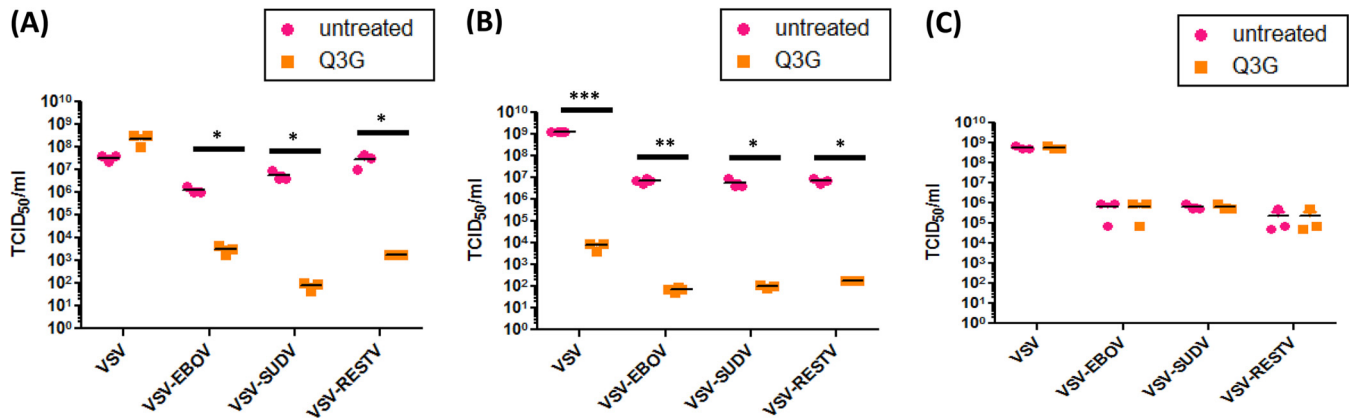 (A)
untreated
Q3G
TCID50/ml
10^10
10^9
10^8
10^7
10^6
10^5
10^4
10^3
10^2
10^1
10^0
*
*
*
VSV
VSV-EBOV
VSV-SUDV
VSV-RESTV
(B)
untreated
Q3G
TCID50/ml
10^10
10^9
10^8
10^7
10^6
10^5
10^4
10^3
10^2
10^1
10^0
***
**
*
*
VSV
VSV-EBOV
VSV-SUDV
VSV-RESTV
(C)
untreated
Q3G
TCID50/ml
10^10
10^9
10^8
10^7
10^6
10^5
10^4
10^3
10^2
10^1
10^0
VSV
VSV-EBOV
VSV-SUDV
VSV-RESTV